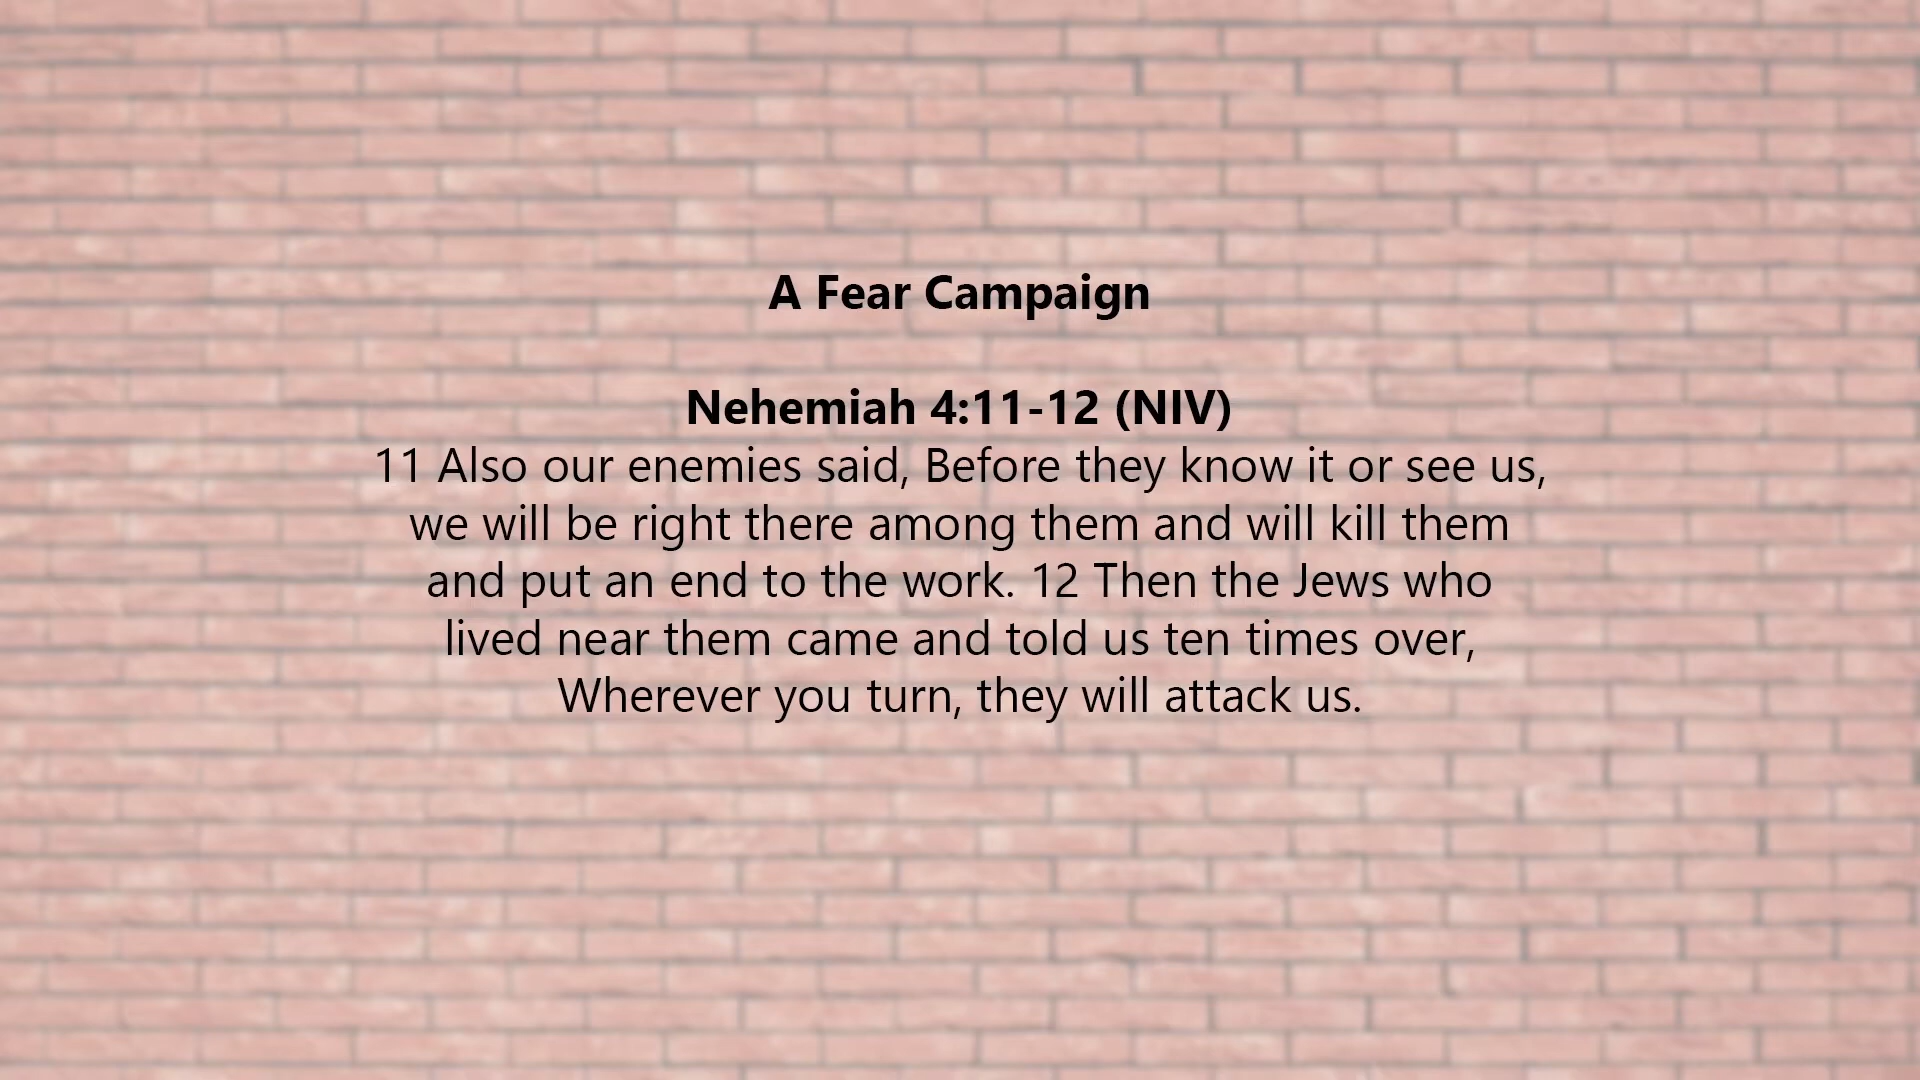 A Fear Campaign
Nehemiah 4:11-12 (NIV)
11 Also our enemies said, Before they know it or see us,
we will be right there among them and will kill them
and put an end to the work. 12 Then the Jews who
lived near them came and told us ten times over,
Wherever you turn, they will attack us.